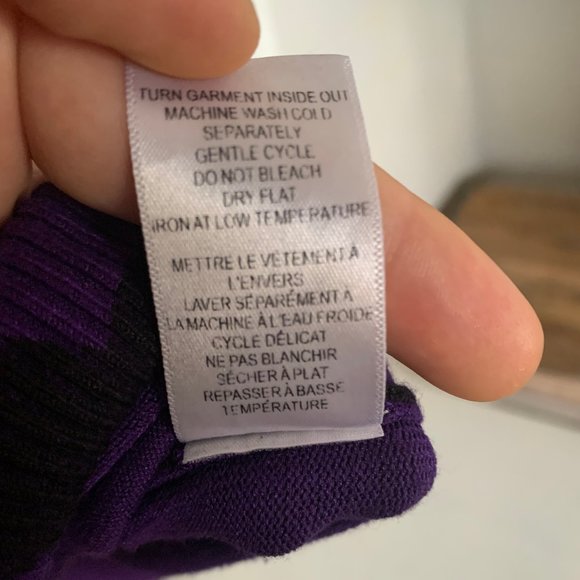 TURN GARMENT INSIDE OUT
MACHINE WASH COLD
SEPARATELY
GENTLE CYCLE
DO NOT BLEACH
DRY FLAT
IRON AT LOW TEMPERATURE
METTRE LE VÊTEMENT À
L'ENVERS
LAVER SÉPARÉMENT À
LA MACHINE À L'EAU FROIDE
CYCLE DÉLICAT
NE PAS BLANCHIR
SÉCHER À PLAT
REPASSER À BASSE
TEMPÉRATURE